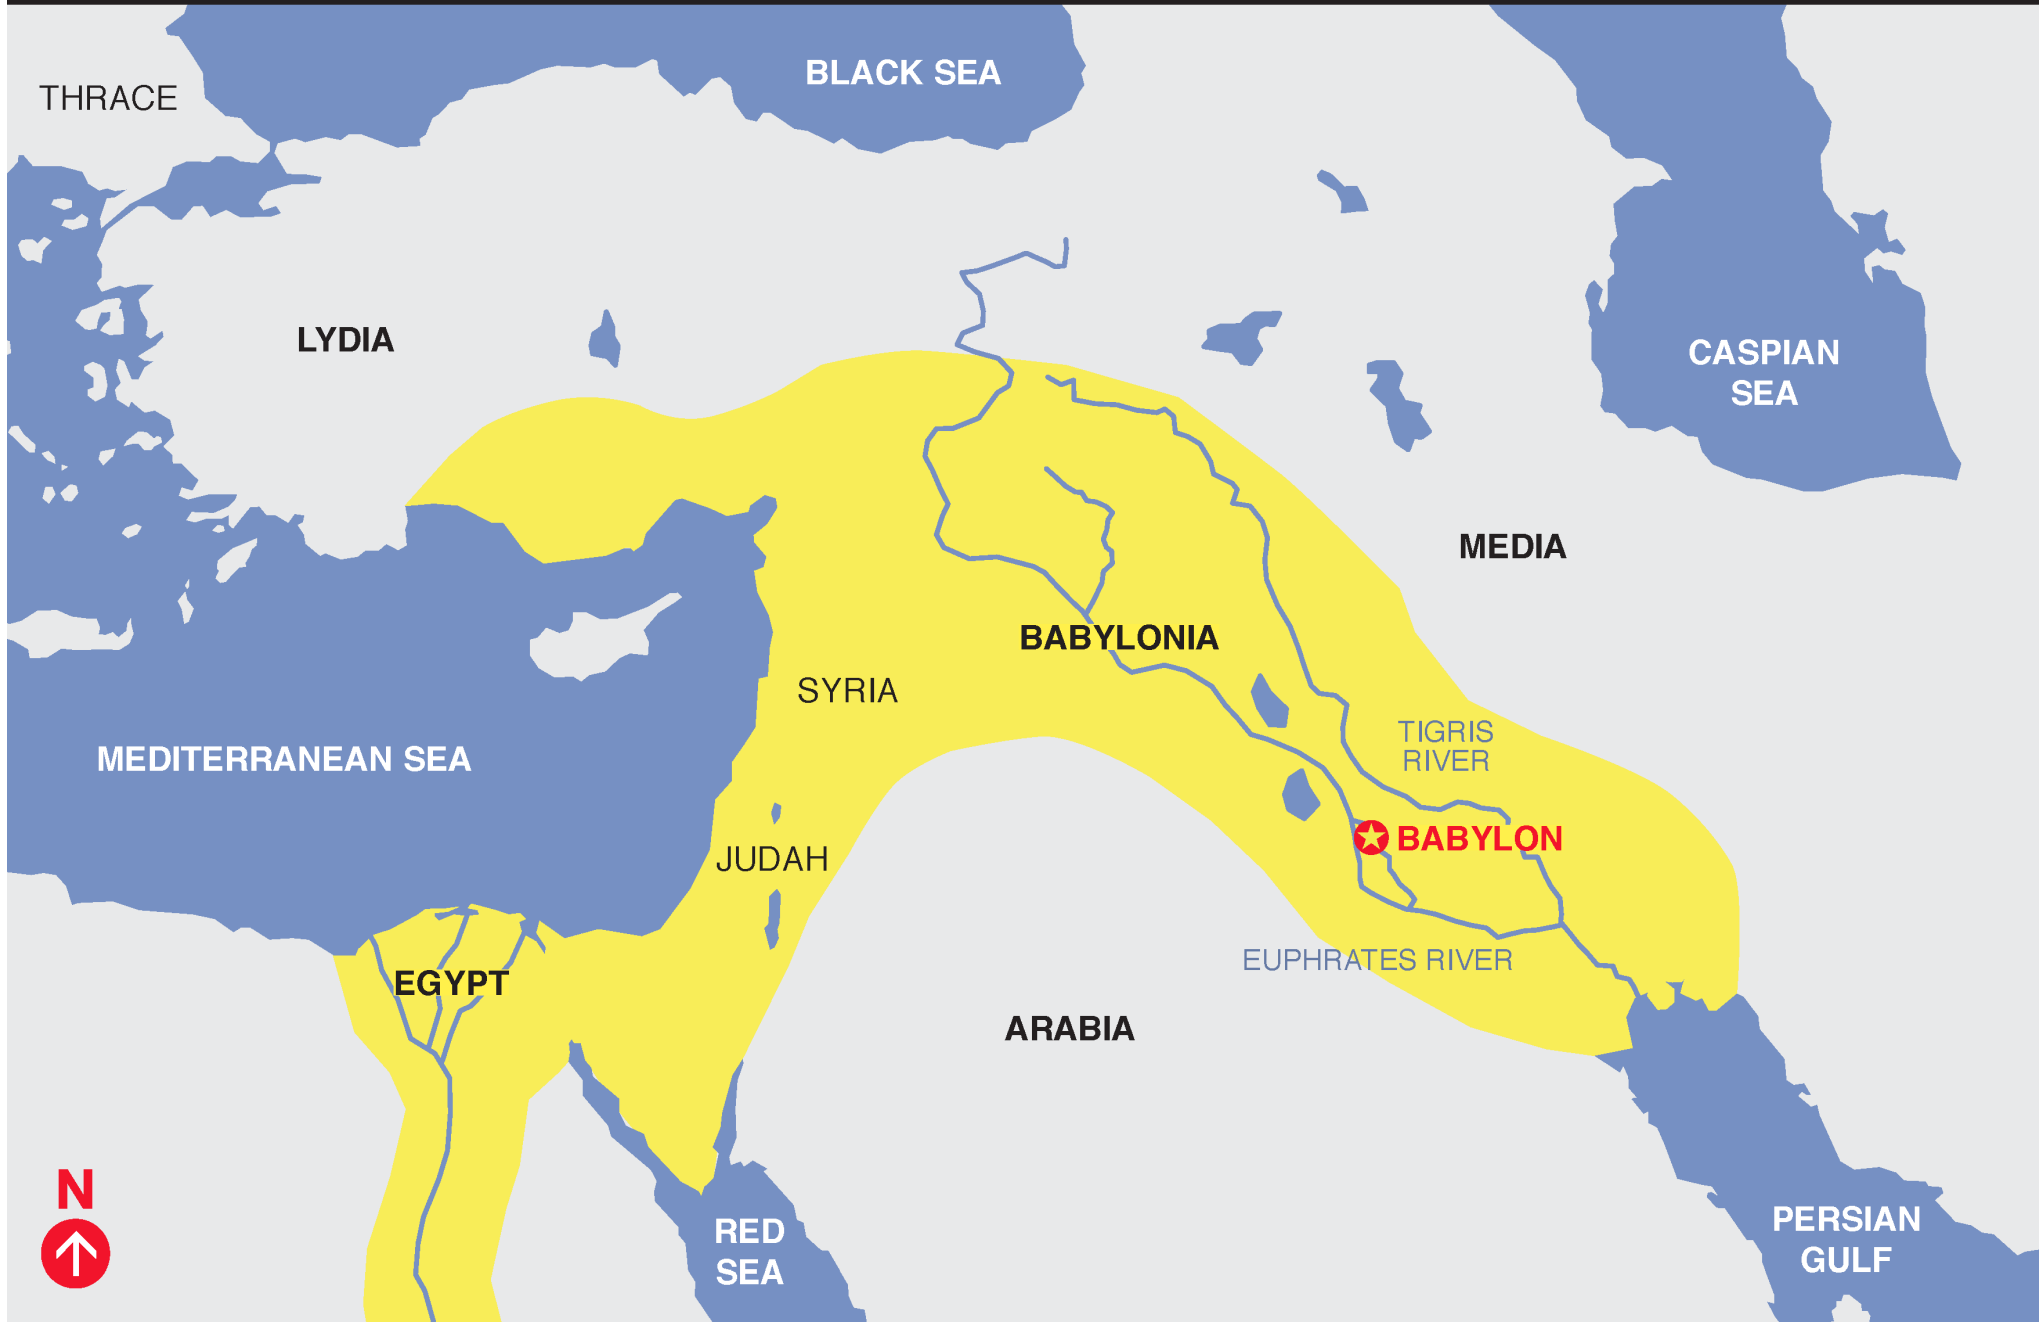 BLACK SEA
THRACE
LYDIA
CASPIAN
SEA
MEDIA
BABYLONIA
SYRIA
TIGRIS
RIVER
MEDITERRANEAN SEA
BABYLON
JUDAH
EUPHRATES RIVER
EGYPT
ARABIA
N
RED
SEA
PERSIAN
GULF